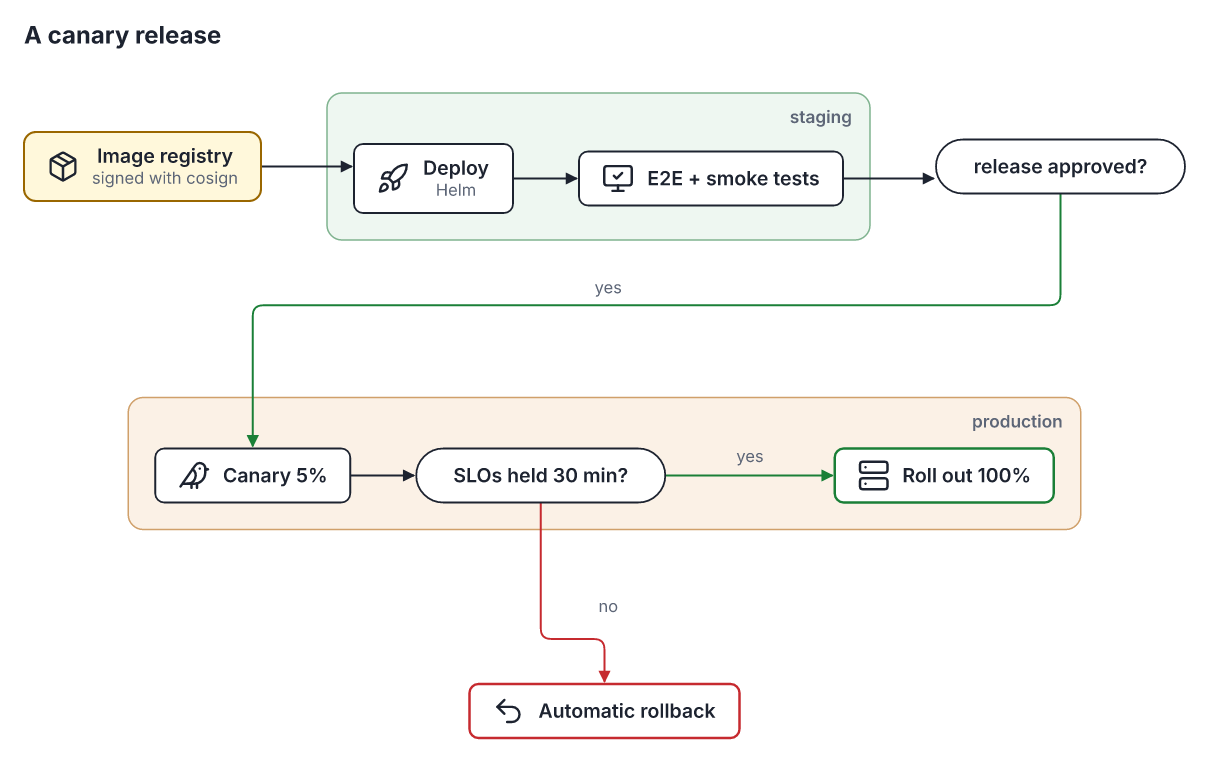 A canary release
staging
Image registry
signed with cosign
Deploy
Helm
E2E + smoke tests
release approved?
yes
production
Canary 5%
SLOs held 30 min?
yes
Roll out 100%
no
Automatic rollback